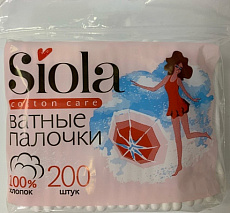 Siola
cotton care
ватные
палочки
100%
хлопок
200
штук